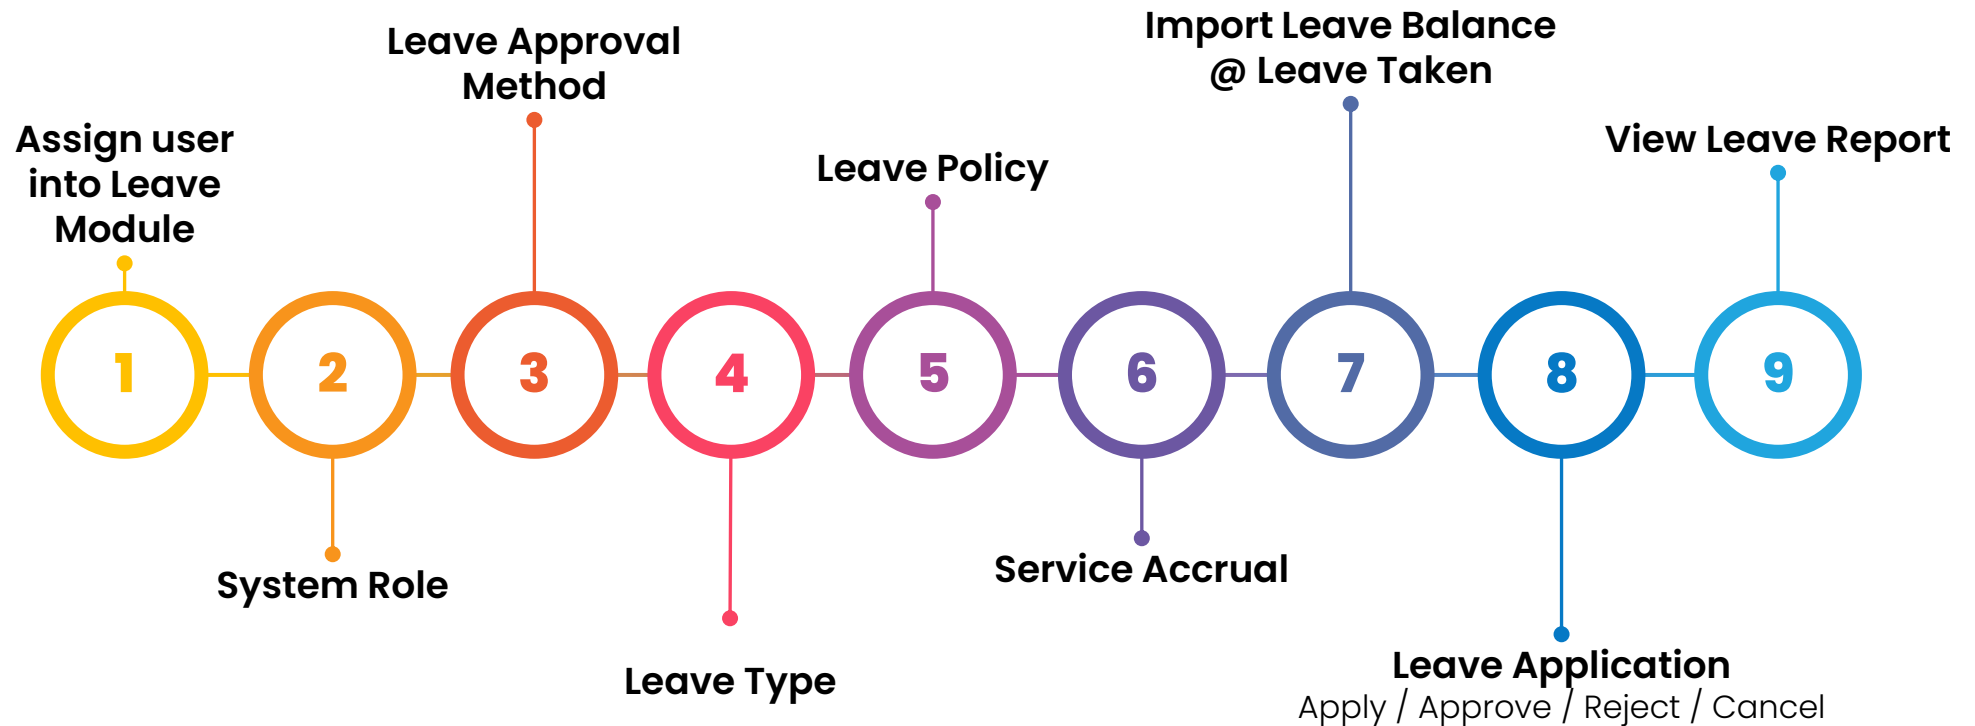 Assign user
into Leave
Module
1
System Role
2
Leave Approval
Method
3
Leave Type
4
Leave Policy
5
Service Accrual
6
Import Leave Balance
@ Leave Taken
7
Leave Application
Apply / Approve / Reject / Cancel
8
View Leave Report
9